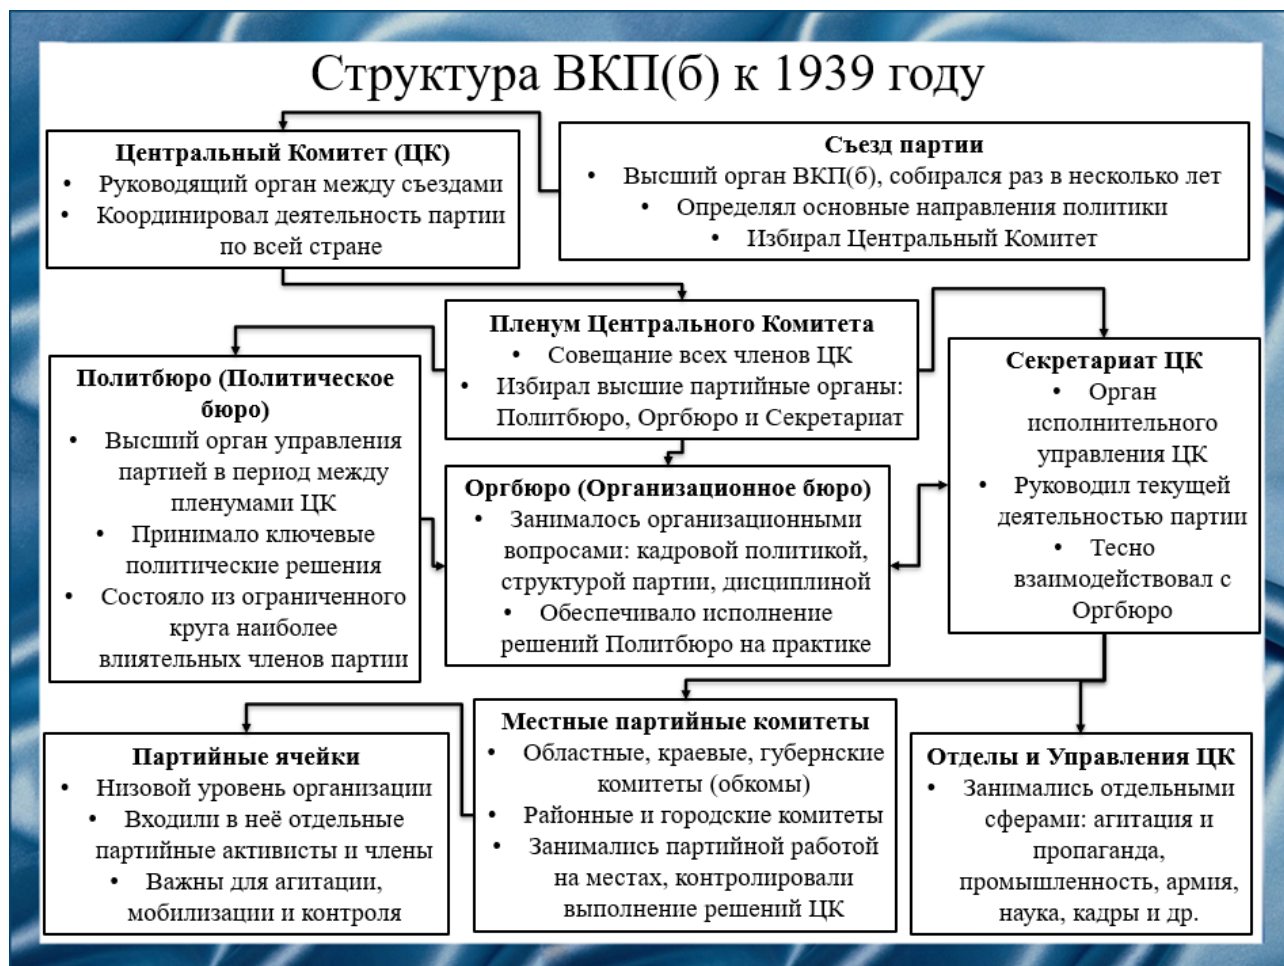 Структура ВКП(б) к 1939 году
Центральный Комитет (ЦК)
• Руководящий орган между съездами
• Координировал деятельность партии
по всей стране
Съезд партии
• Высший орган ВКП(б), собирался раз в несколько лет
• Определял основные направления политики
• Избирал Центральный Комитет
Пленум Центрального Комитета
• Совещание всех членов ЦК
• Избирал высшие партийные органы:
Политбюро, Оргбюро и Секретариат
Политбюро (Политическое
бюро)
• Высший орган управления
партией в период между
пленумами ЦК
• Принимало ключевые
политические решения
• Состояло из ограниченного
круга наиболее
влиятельных членов партии
Оргбюро (Организационное бюро)
• Занималось организационными
вопросами: кадровой политикой,
структурой партии, дисциплиной
• Обеспечивало исполнение
решений Политбюро на практике
Секретариат ЦК
• Орган
исполнительного
управления ЦК
• Руководил текущей
деятельностью партии
• Тесно
взаимодействовал с
Оргбюро
Партийные ячейки
• Низовой уровень организации
• Входили в неё отдельные
партийные активисты и члены
• Важны для агитации,
мобилизации и контроля
Местные партийные комитеты
• Областные, краевые, губернские
комитеты (обкомы)
• Районные и городские комитеты
• Занимались партийной работой
на местах, контролировали
выполнение решений ЦК
Отделы и Управления ЦК
• Занимались отдельными
сферами: агитация и
пропаганда,
промышленность, армия,
наука, кадры и др.